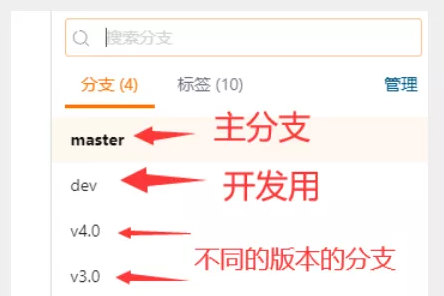 搜索分支
分支 (4) 标签 (10) 管理
master 主分支
dev 开发用
v4.0
不同的版本的分支
v3.0